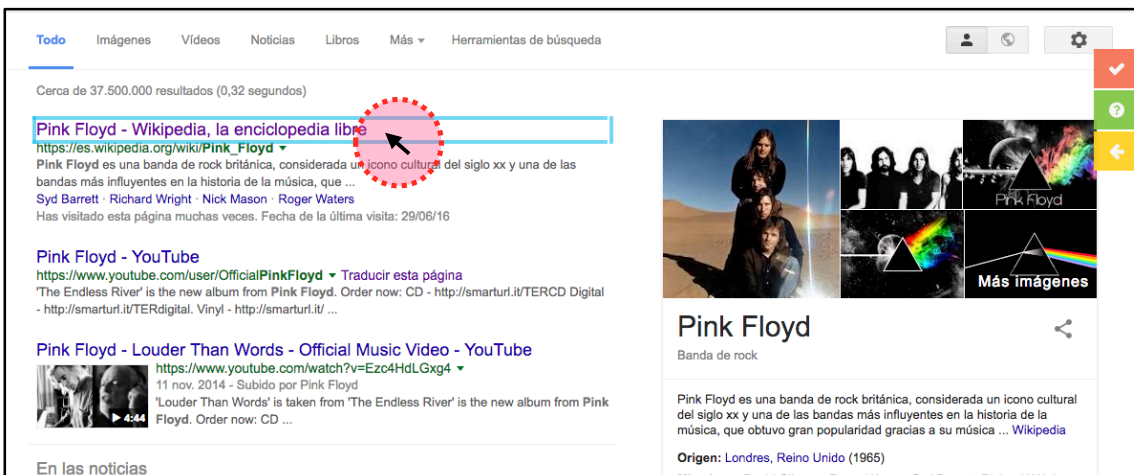 Todo Imágenes Vídeos Noticias Libros Más Herramientas de búsqueda
Cerca de 37.500.000 resultados (0,32 segundos)
Pink Floyd - Wikipedia, la enciclopedia libre
https://es.wikipedia.org/wiki/Pink_Floyd
Pink Floyd es una banda de rock británica, considerada un icono cultural del siglo xx y una de las
bandas más influyentes en la historia de la música, que ...
Syd Barrett · Richard Wright · Nick Mason · Roger Waters
Has visitado esta página muchas veces. Fecha de la última visita: 29/06/16
Pink Floyd - YouTube
https://www.youtube.com/user/OfficialPinkFloyd Traducir esta página
'The Endless River' is the new album from Pink Floyd. Order now: CD - http://smarturl.it/TERCD Digital
- http://smarturl.it/TERdigital. Vinyl - http://smarturl.it/ ...
Pink Floyd - Louder Than Words - Official Music Video - YouTube
https://www.youtube.com/watch?v=Ezc4HdLGxg4
11 nov. 2014 - Subido por Pink Floyd
'Louder Than Words' is taken from 'The Endless River' is the new album from Pink
Floyd. Order now: CD ...
4:44
En las noticias
Pink Floyd
Más imágenes
Pink Floyd
Banda de rock
Pink Floyd es una banda de rock británica, considerada un icono cultural
del siglo xx y una de las bandas más influyentes en la historia de la
música, que obtuvo gran popularidad gracias a su música ... Wikipedia
Origen: Londres, Reino Unido (1965)